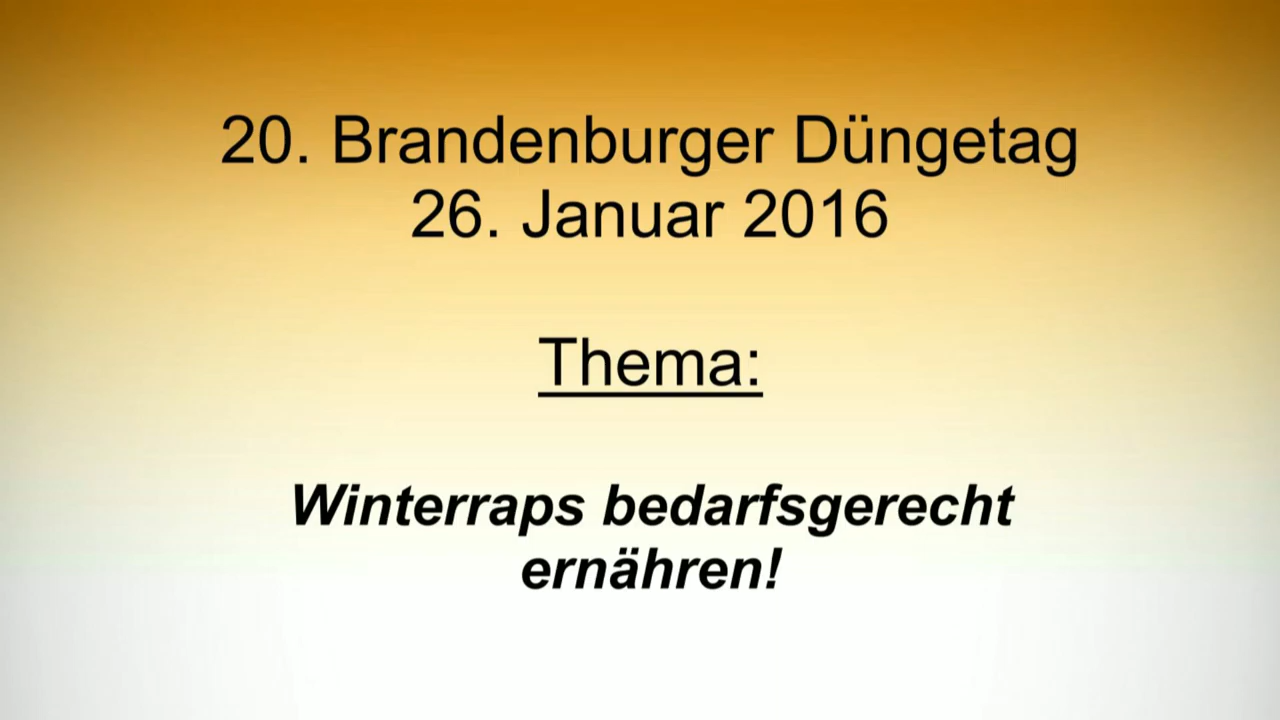 20. Brandenburger Düngetag
26. Januar 2016
Thema:
Winterraps bedarfsgerecht
ernähren!